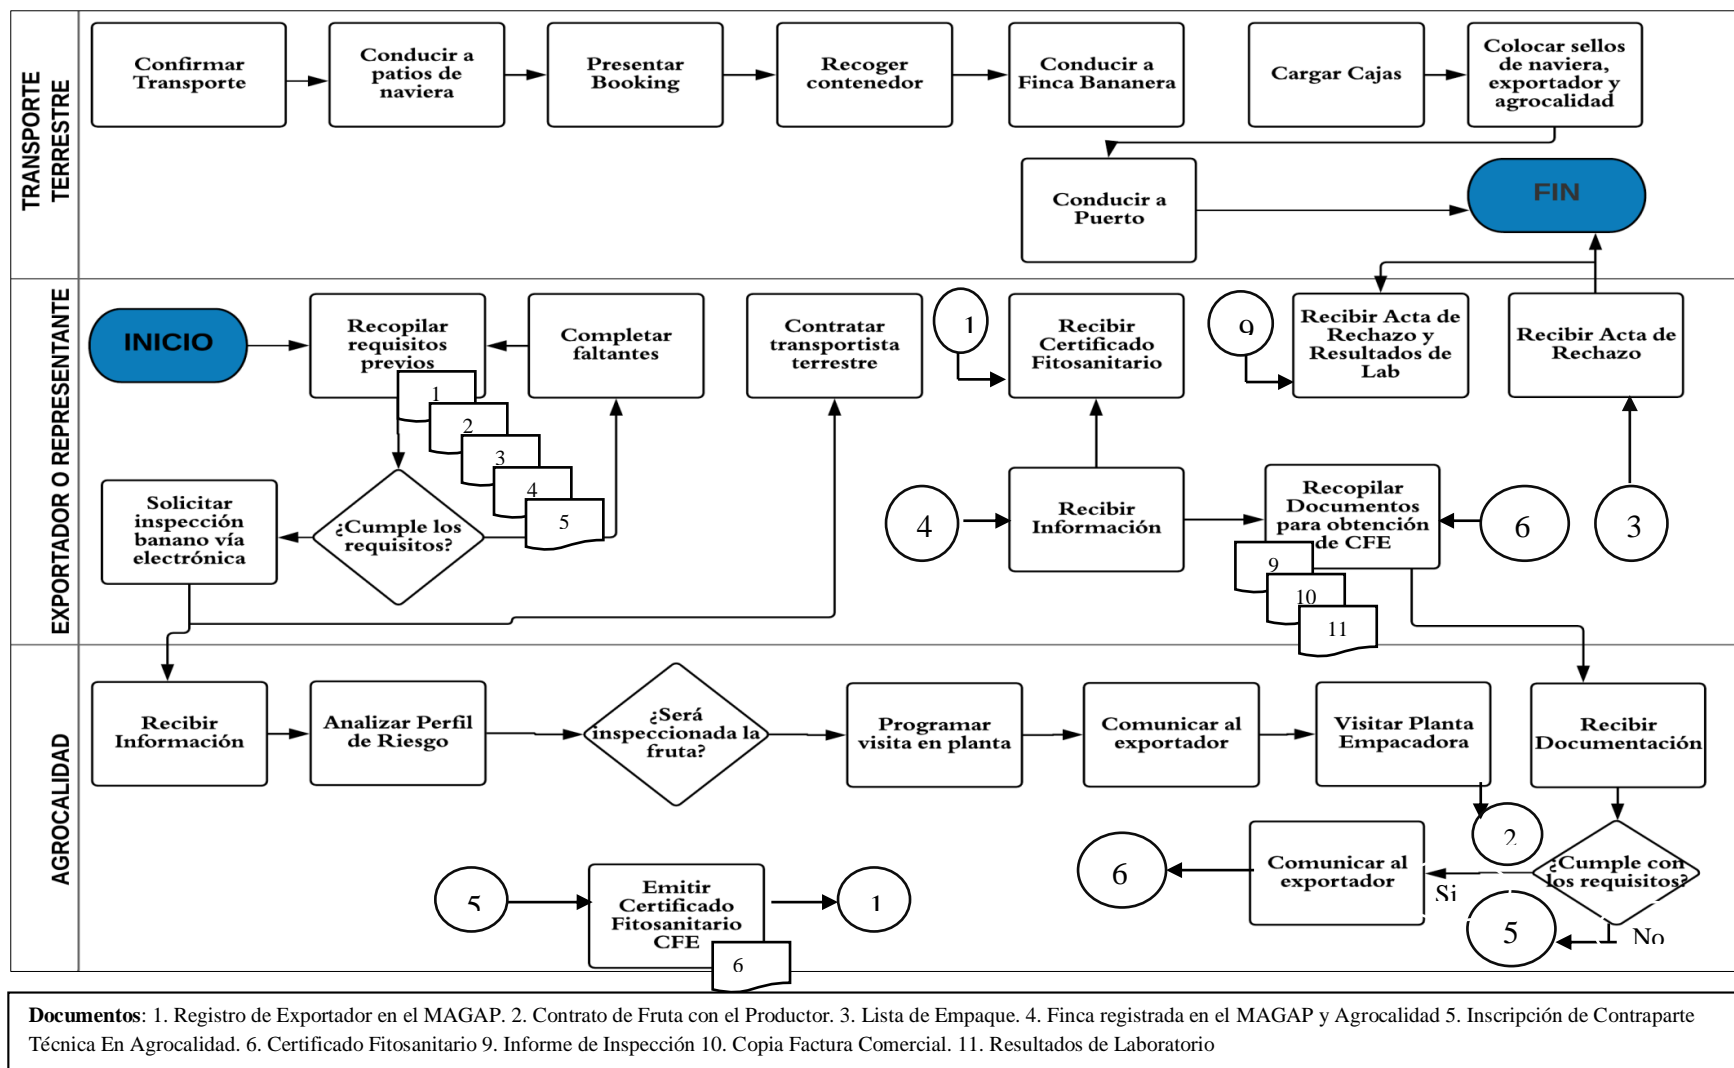 TRANSPORTE
TERRESTRE
Confirmar
Transporte
Conducir a
patios de
naviera
Presentar
Booking
Recoger
contenedor
Conducir a
Finca Bananera
Cargar Cajas
Colocar sellos
de naviera,
exportador y
agrocalidad
Conducir a
Puerto
FIN
EXPORTADOR O REPRESENTANTE
INICIO
Recopilar
requisitos
previos
Completar
faltantes
Contratar
transportista
terrestre
1
Recibir
Certificado
Fitosanitario
9
Recibir Acta de
Rechazo y
Resultados de
Lab
Recibir Acta de
Rechazo
1
2
3
4
5
Solicitar
inspección
banano vía
electrónica
¿Cumple los
requisitos?
4
Recibir
Información
Recopilar
Documentos
para obtención
de CFE
6
3
9
10
11
AGROCALIDAD
Recibir
Información
Analizar Perfil
de Riesgo
¿Será
inspeccionada la
fruta?
Programar
visita en planta
Comunicar al
exportador
Visitar Planta
Empacadora
Recibir
Documentación
2
5
Emitir
Certificado
Fitosanitario
CFE
6
1
6
Comunicar al
exportador
Si
¿Cumple con
los requisitos?
5
No
Documentos: 1. Registro de Exportador en el MAGAP. 2. Contrato de Fruta con el Productor. 3. Lista de Empaque. 4. Finca registrada en el MAGAP y Agrocalidad 5. Inscripción de Contraparte
Técnica En Agrocalidad. 6. Certificado Fitosanitario 9. Informe de Inspección 10. Copia Factura Comercial. 11. Resultados de Laboratorio